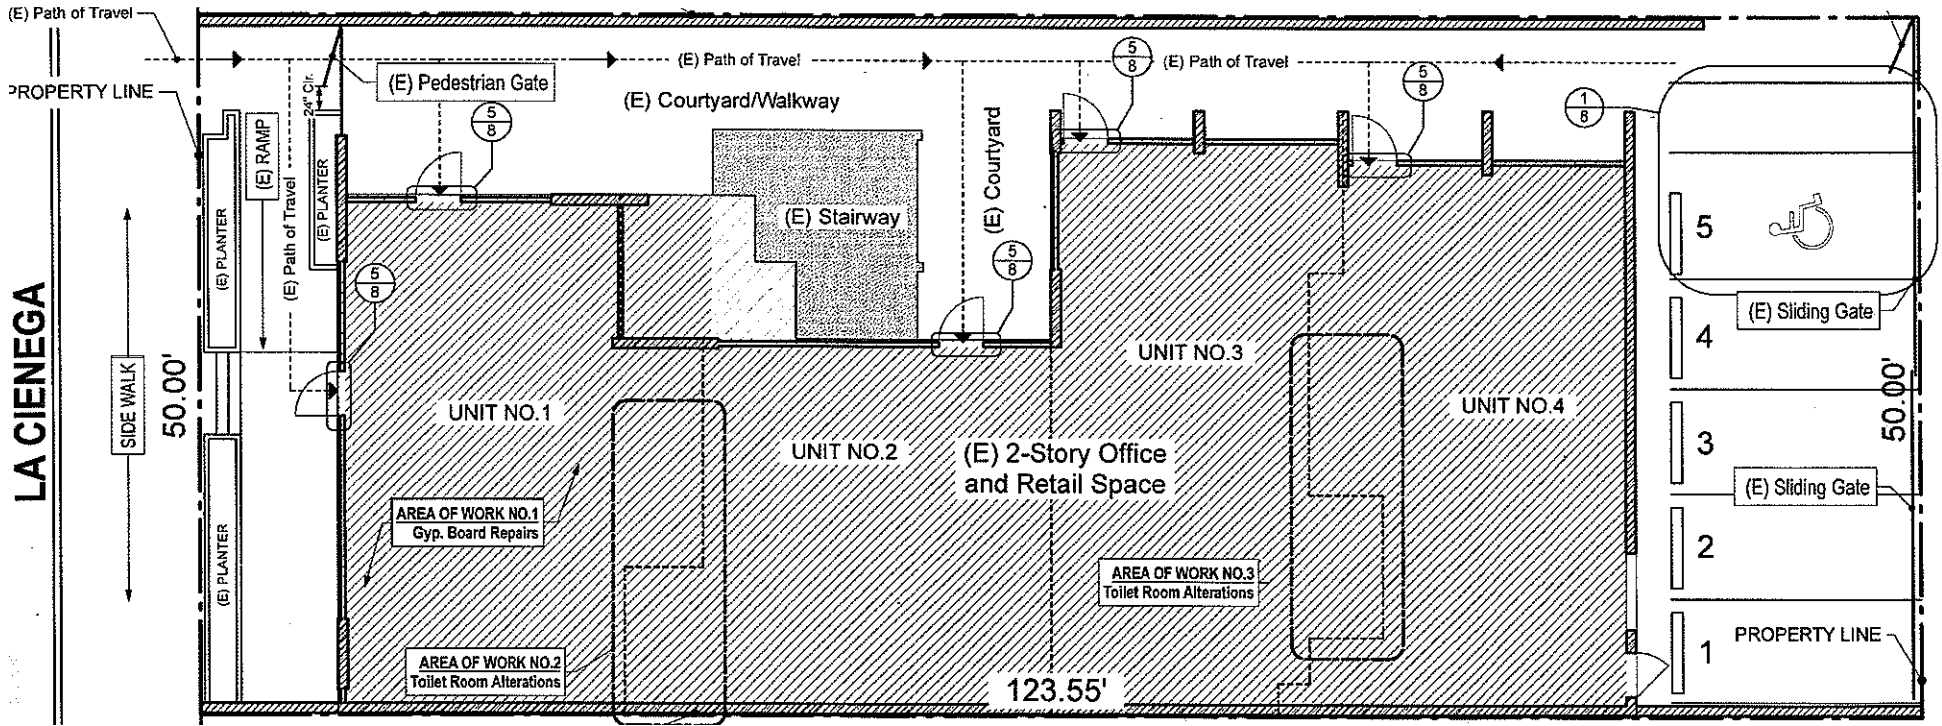 (E) Path of Travel
PROPERTY LINE
(E) Pedestrian Gate
24" Clr.
(E) Path of Travel
(E) Courtyard/Walkway
5
8
(E) Path of Travel
5
8
5
8
1
8
(E) RAMP
(E) Path of Travel
(E) PLANTER
(E) PLANTER
(E) Stairway
(E) Courtyard
5
8
5
8
5
(E) Sliding Gate
4
LA CIENEGA
SIDE WALK
50.00'
UNIT NO.1
UNIT NO.2
UNIT NO.3
UNIT NO.4
50.00'
(E) 2-Story Office
and Retail Space
3
(E) Sliding Gate
AREA OF WORK NO.1
Gyp. Board Repairs
(E) PLANTER
2
AREA OF WORK NO.3
Toilet Room Alterations
AREA OF WORK NO.2
Toilet Room Alterations
123.55'
1
PROPERTY LINE